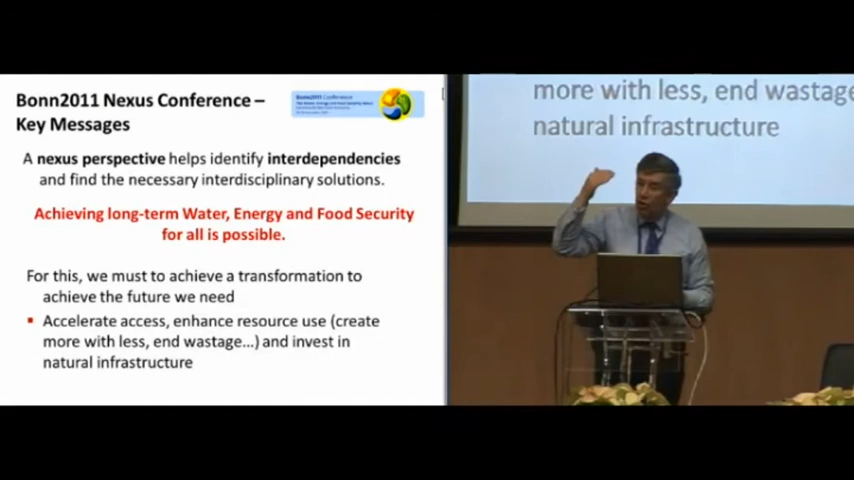 Bonn2011 Nexus Conference –
Key Messages
Bonn2011 Conference
A nexus perspective helps identify interdependencies
and find the necessary interdisciplinary solutions.
Achieving long-term Water, Energy and Food Security
for all is possible.
For this, we must to achieve a transformation to
achieve the future we need
▪ Accelerate access, enhance resource use (create
more with less, end wastage...) and invest in
natural infrastructure
more with less, end wastage
natural infrastructure